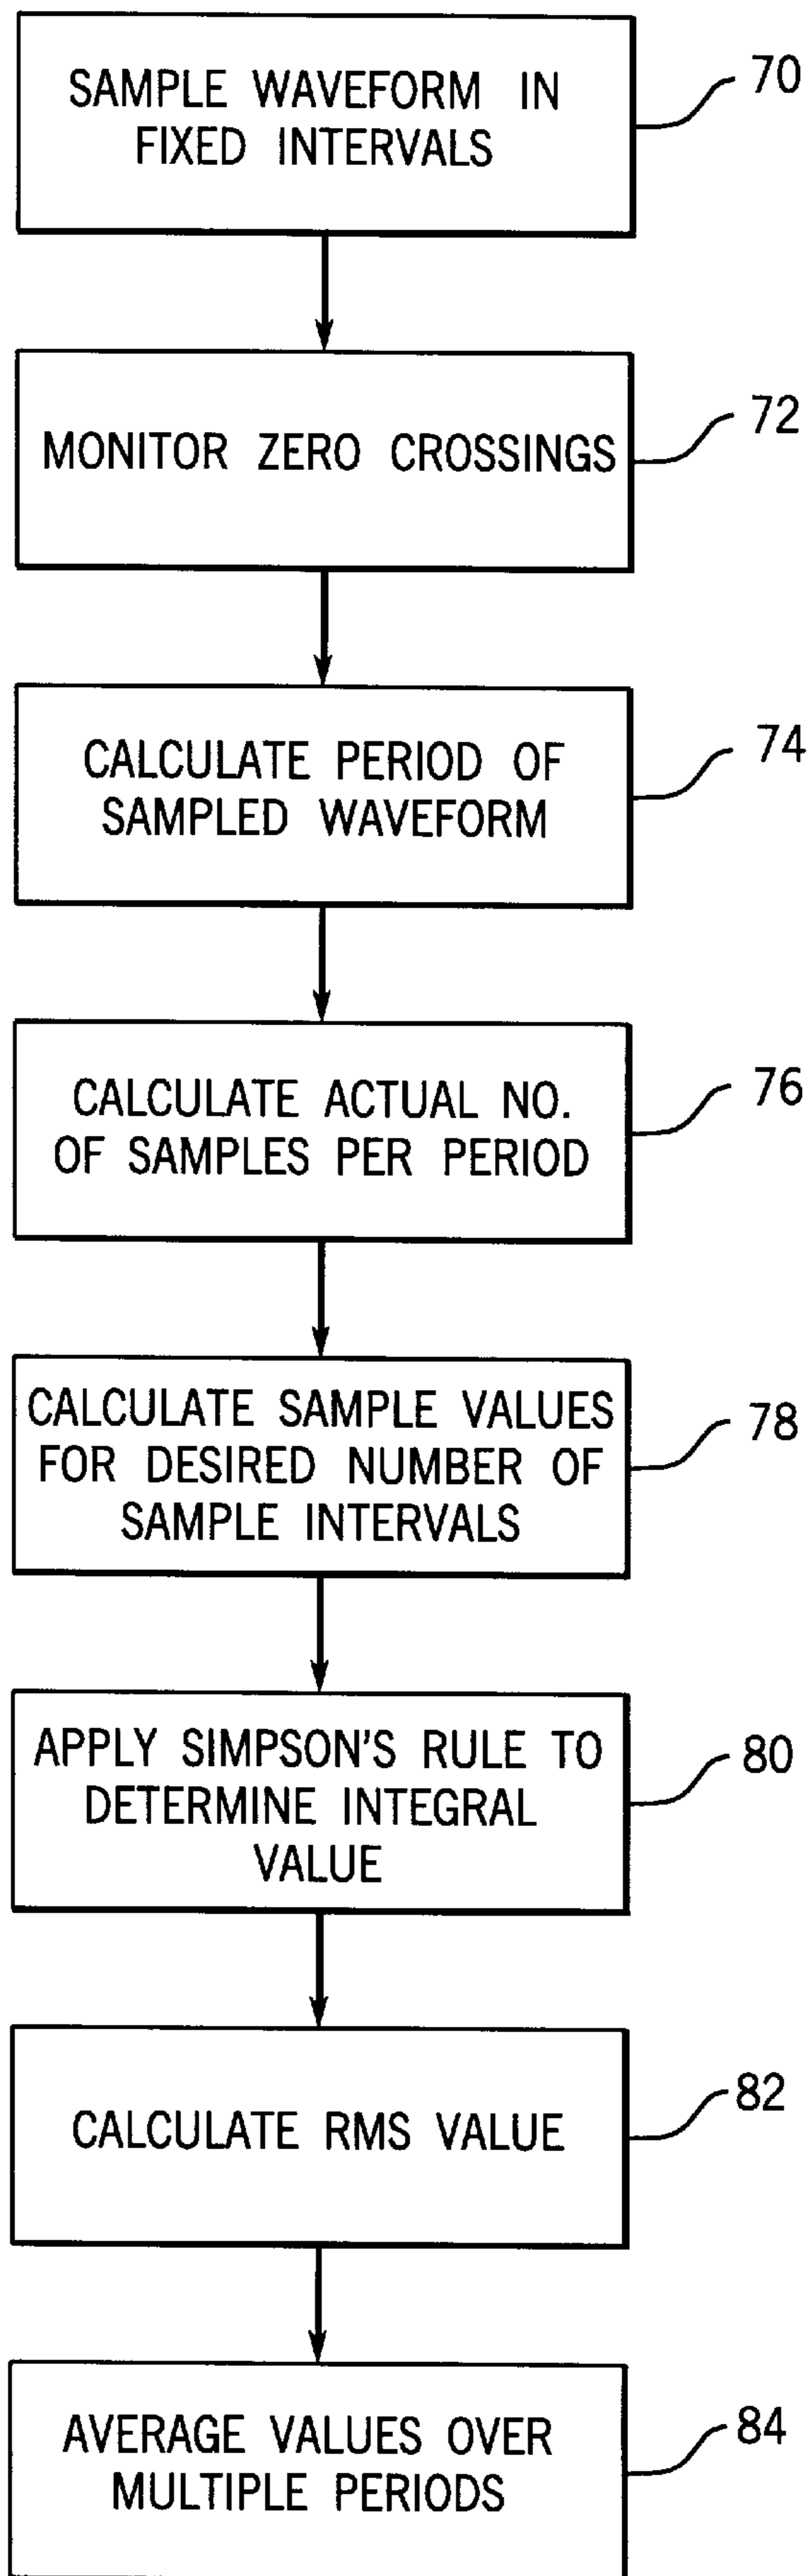 SAMPLE WAVEFORM IN
FIXED INTERVALS
70
MONITOR ZERO CROSSINGS
72
CALCULATE PERIOD OF
SAMPLED WAVEFORM
74
CALCULATE ACTUAL NO.
OF SAMPLES PER PERIOD
76
CALCULATE SAMPLE VALUES
FOR DESIRED NUMBER OF
SAMPLE INTERVALS
78
APPLY SIMPSON'S RULE TO
DETERMINE INTEGRAL
VALUE
80
CALCULATE RMS VALUE
82
AVERAGE VALUES OVER
MULTIPLE PERIODS
84